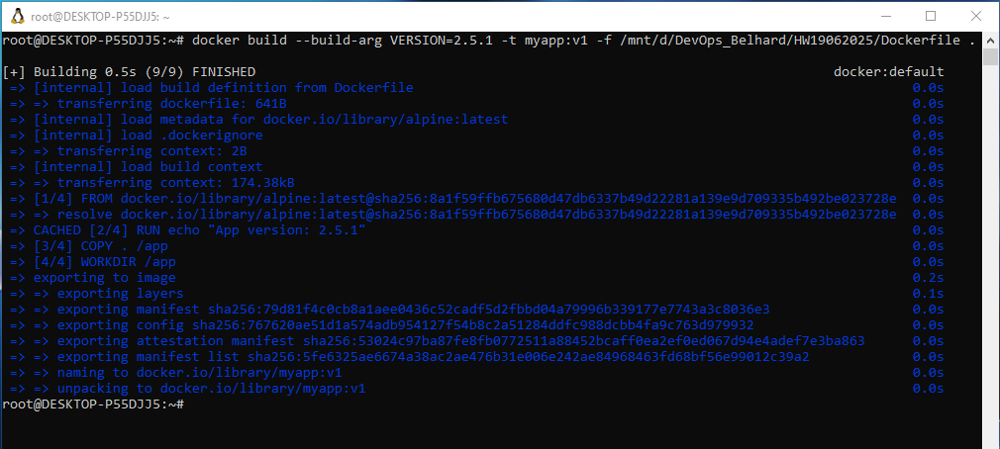 root@DESKTOP-P55DJJ5: ~
root@DESKTOP-P55DJJ5:~# docker build --build-arg VERSION=2.5.1 -t myapp:v1 -f /mnt/d/DevOps_Belhard/HW19062025/Dockerfile .
[+] Building 0.5s (9/9) FINISHED docker:default
=> [internal] load build definition from Dockerfile 0.0s
=> => transferring dockerfile: 641B 0.0s
=> [internal] load metadata for docker.io/library/alpine:latest 0.0s
=> [internal] load .dockerignore 0.0s
=> => transferring context: 2B 0.0s
=> [internal] load build context 0.0s
=> => transferring context: 174.38kB 0.0s
=> [1/4] FROM docker.io/library/alpine:latest@sha256:8a1f59ffb675680d47db6337b49d22281a139e9d709335b492be023728e 0.0s
=> => resolve docker.io/library/alpine:latest@sha256:8a1f59ffb675680d47db6337b49d22281a139e9d709335b492be023728e 0.0s
=> CACHED [2/4] RUN echo "App version: 2.5.1" 0.0s
=> [3/4] COPY . /app 0.0s
=> [4/4] WORKDIR /app 0.0s
=> exporting to image 0.2s
=> => exporting layers 0.1s
=> => exporting manifest sha256:79d81f4c0cb8a1aee0436c52cadf5d2fbbd04a79996b339177e7743a3c8036e3 0.0s
=> => exporting config sha256:767620ae51d1a574adb954127f54b8c2a51284ddfc988dcbb4fa9c763d979932 0.0s
=> => exporting attestation manifest sha256:53024c97ba87fe8fb0772511a88452bcaff0ea2ef0ed067d94e4adef7e3ba863 0.0s
=> => exporting manifest list sha256:5fe6325ae6674a38ac2ae476b31e006e242ae84968463fd68bf56e99012c39a2 0.0s
=> => naming to docker.io/library/myapp:v1 0.0s
=> => unpacking to docker.io/library/myapp:v1 0.0s
root@DESKTOP-P55DJJ5:~#